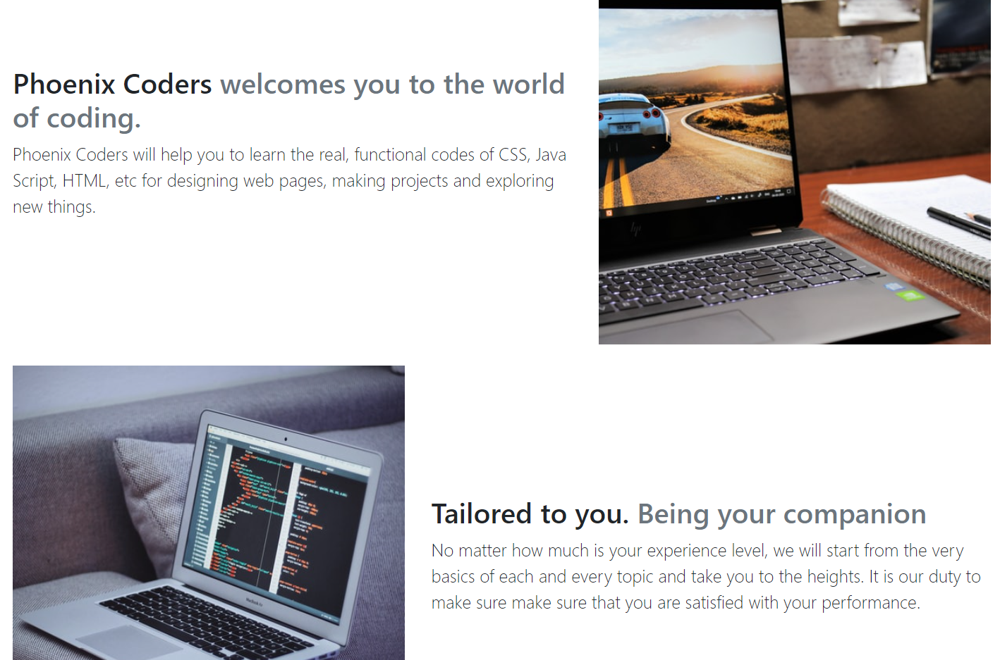 Phoenix Coders welcomes you to the world
of coding.
Phoenix Coders will help you to learn the real, functional codes of CSS, Java
Script, HTML, etc for designing web pages, making projects and exploring
new things.
hp
Tailored to you. Being your companion
No matter how much is your experience level, we will start from the very
basics of each and every topic and take you to the heights. It is our duty to
make sure make sure that you are satisfied with your performance.
MacBook Air